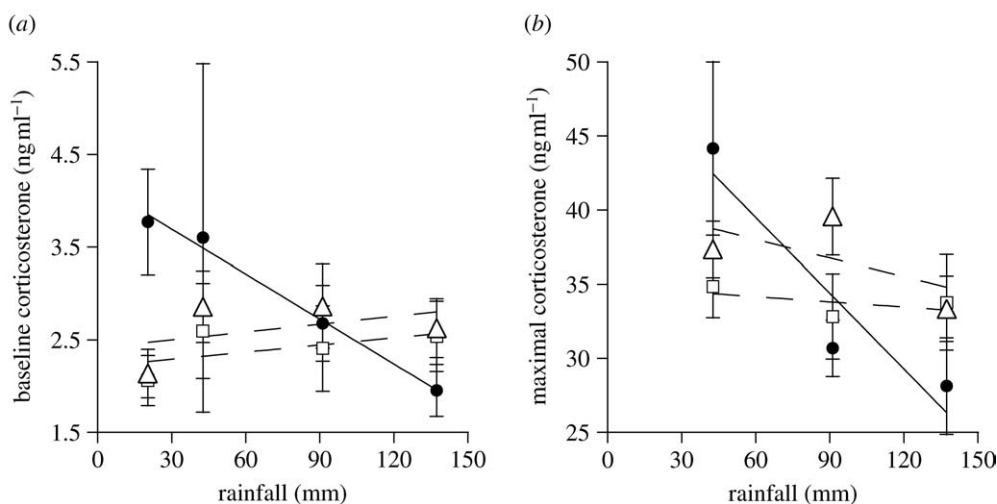 (a)
(b)
baseline corticosterone (ng ml⁻¹)
5.5
4.5
3.5
2.5
1.5
0 30 60 90 120 150
rainfall (mm)
maximal corticosterone (ng ml⁻¹)
50
45
40
35
30
25
0 30 60 90 120 150
rainfall (mm)